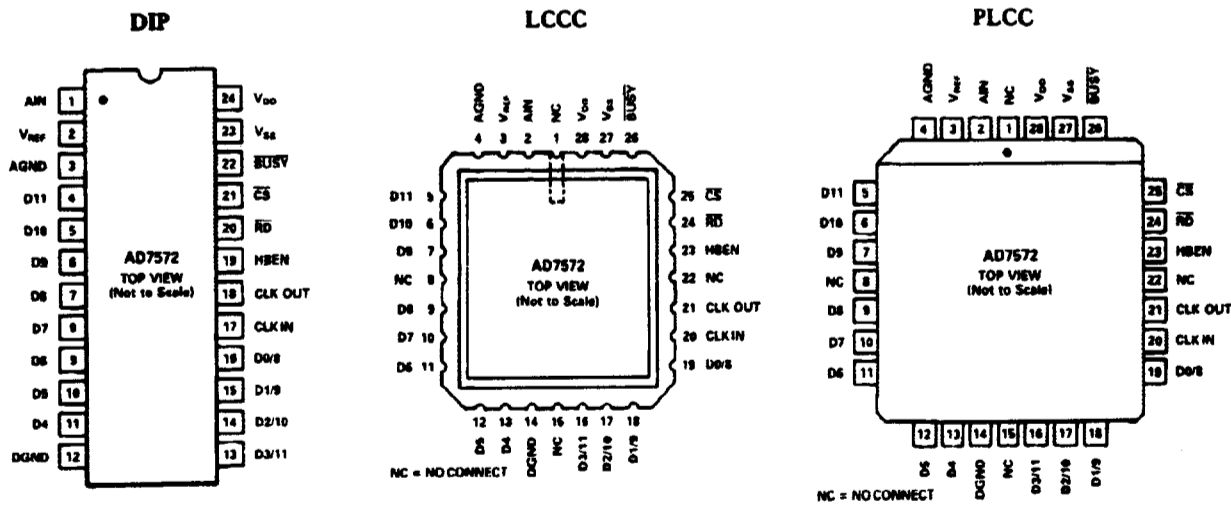 DIP
AIN 1
VREF 2
AGND 3
D11 4
D10 5
D9 6
D8 7
D7 8
D6 9
D5 10
D4 11
DGND 12
24 VDD
23 VSS
22 BUSY
21 CS
20 RD
19 HBEN
18 CLK OUT
17 CLK IN
16 D0/8
15 D1/9
14 D2/10
13 D3/11
AD7572
TOP VIEW
(Not to Scale)
LCCC
AGND VREF AIN NC VDD VSS BUSY
4 3 2 1 28 27 26
D11 5
D10 6
D9 7
NC 8
D8 9
D7 10
D6 11
25 CS
24 RD
23 HBEN
22 NC
21 CLK OUT
20 CLK IN
19 D0/8
AD7572
TOP VIEW
(Not to Scale)
12 13 14 15 16 17 18
D5 D4 DGND NC D3/11 D2/10 D1/9
NC = NO CONNECT
PLCC
AGND VREF AIN NC VDD VSS BUSY
4 3 2 1 28 27 26
D11 5
D10 6
D9 7
NC 8
D8 9
D7 10
D6 11
25 CS
24 RD
23 HBEN
22 NC
21 CLK OUT
20 CLK IN
19 D0/8
AD7572
TOP VIEW
(Not to Scale)
12 13 14 15 16 17 18
D5 D4 DGND NC D3/11 D2/10 D1/9
NC = NO CONNECT